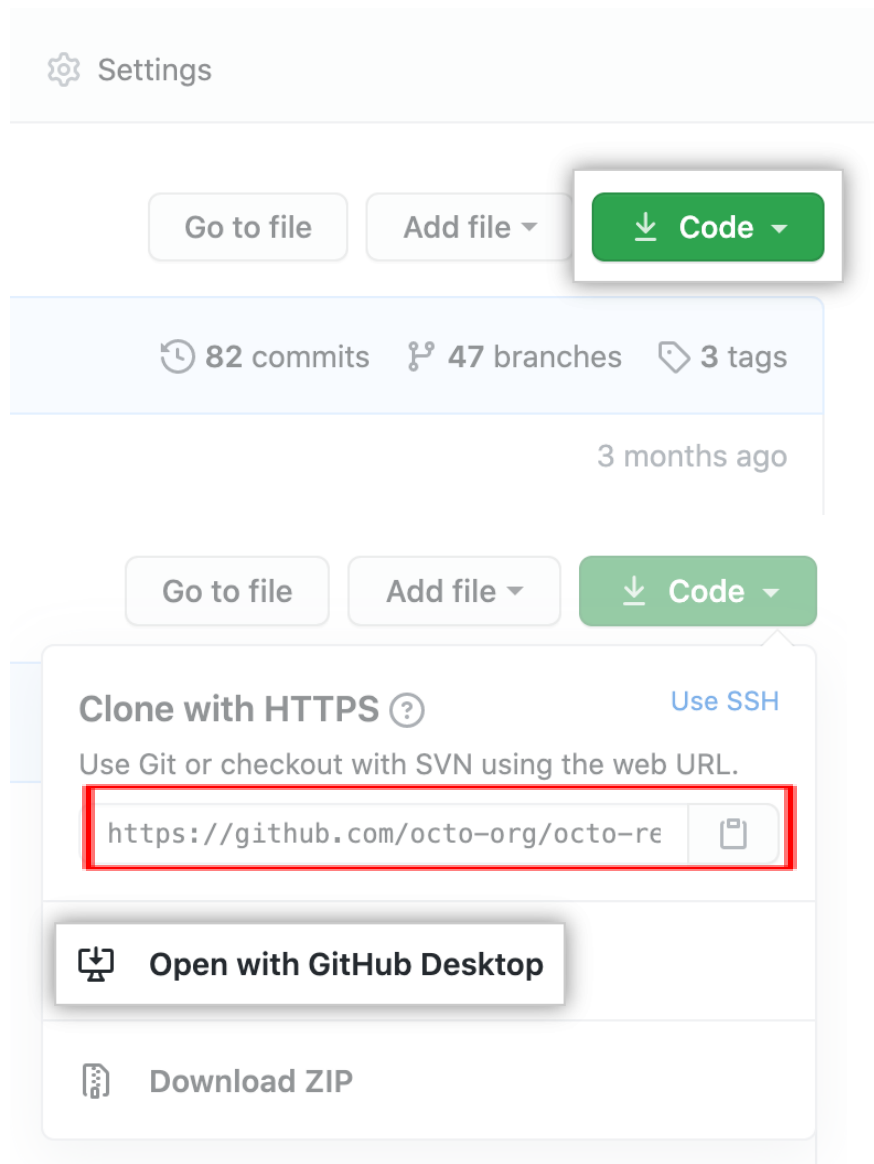 Settings
Go to file Add file Code
82 commits 47 branches 3 tags
3 months ago
Go to file Add file Code
Clone with HTTPS ? Use SSH
Use Git or checkout with SVN using the web URL.
https://github.com/octo-org/octo-re
Open with GitHub Desktop
Download ZIP